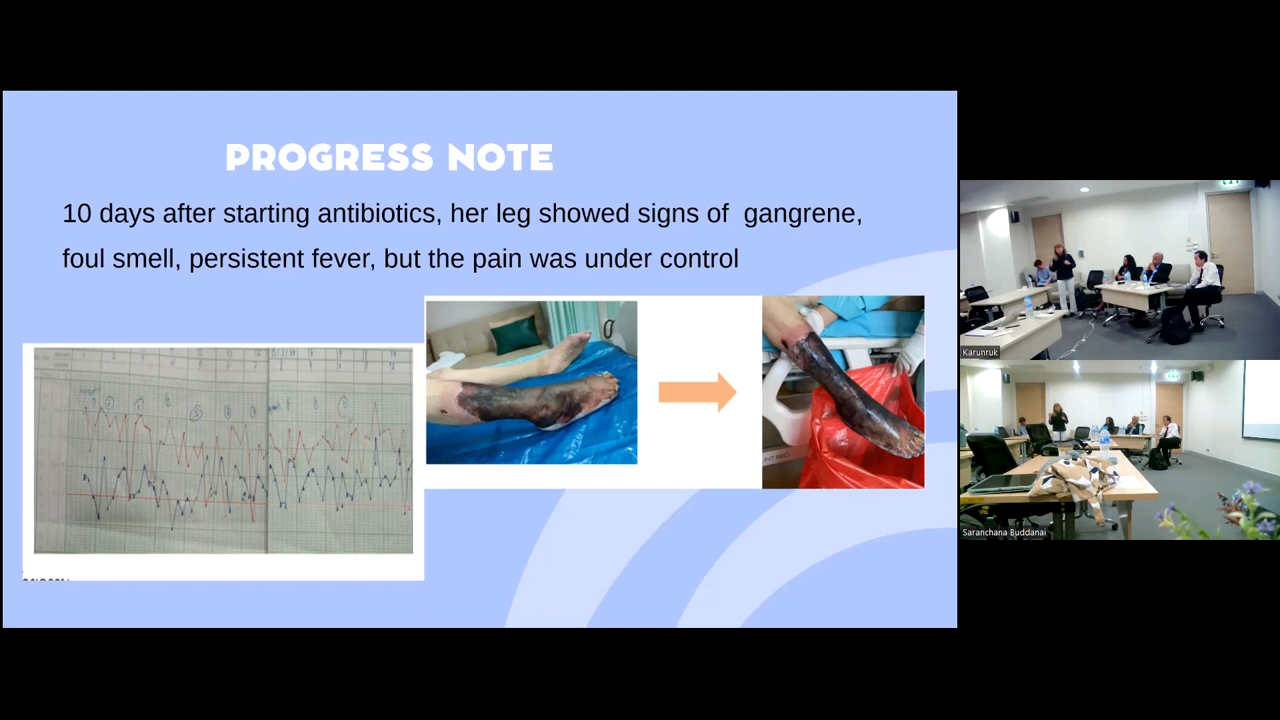 PROGRESS NOTE
10 days after starting antibiotics, her leg showed signs of  gangrene,
foul smell, persistent fever, but the pain was under control
Karunruk
Saranchana Buddanai